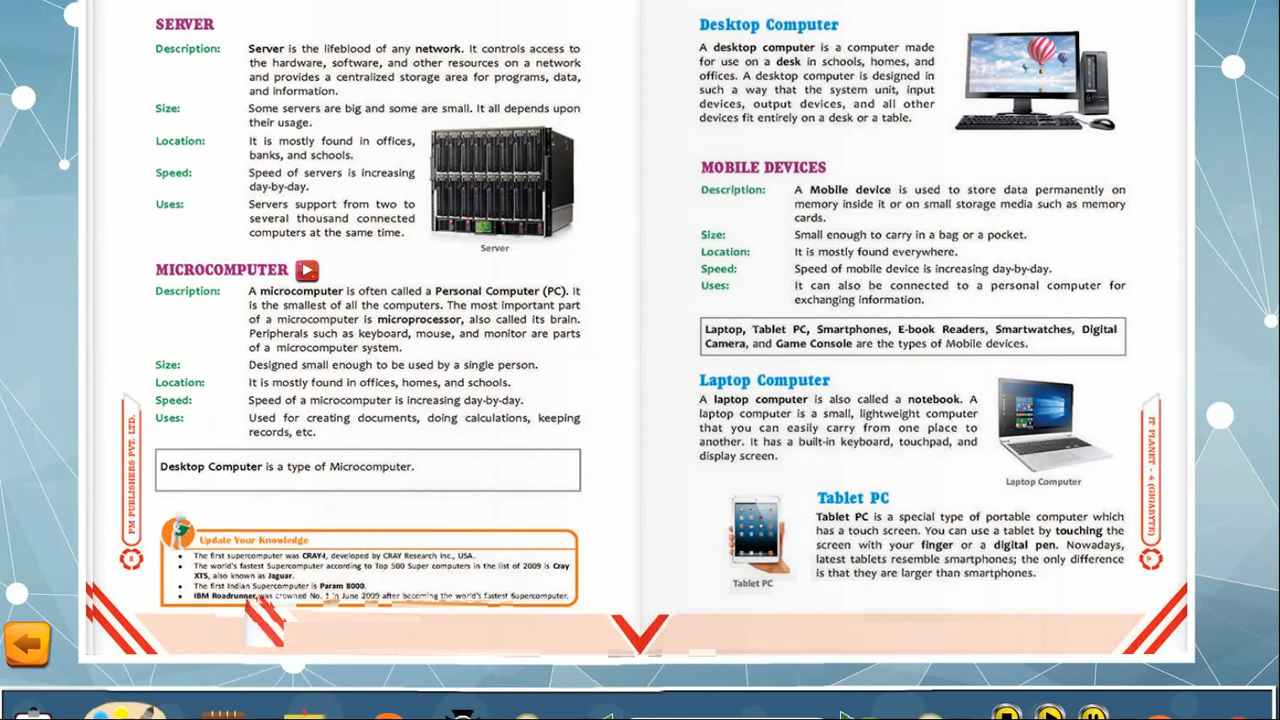 SERVER
Description: Server is the lifeblood of any network. It controls access to
the hardware, software, and other resources on a network
and provides a centralized storage area for programs, data,
and information.
Size: Some servers are big and some are small. It all depends upon
their usage.
Location: It is mostly found in offices,
banks, and schools.
Speed: Speed of servers is increasing
day-by-day.
Uses: Servers support from two to
several thousand connected
computers at the same time.
Server
MICROCOMPUTER
Description: A microcomputer is often called a Personal Computer (PC). It
is the smallest of all the computers. The most important part
of a microcomputer is microprocessor, also called its brain.
Peripherals such as keyboard, mouse, and monitor are parts
of a microcomputer system.
Size: Designed small enough to be used by a single person.
Location: It is mostly found in offices, homes, and schools.
Speed: Speed of a microcomputer is increasing day-by-day.
Uses: Used for creating documents, doing calculations, keeping
records, etc.
Desktop Computer is a type of Microcomputer.
Update Your Knowledge
• The first supercomputer was CRAY-I, developed by CRAY Research Inc., USA.
• The world's fastest Supercomputer according to Top 500 Super computers in the list of 2009 is Cray
XT5, also known as Jaguar.
• The first Indian Supercomputer is Param 8000.
• IBM Roadrunner was crowned No. 1 in June 2009 after becoming the world's fastest Supercomputer.
PM PUBLISHERS PVT. LTD.
8
Desktop Computer
A desktop computer is a computer made
for use on a desk in schools, homes, and
offices. A desktop computer is designed in
such a way that the system unit, input
devices, output devices, and all other
devices fit entirely on a desk or a table.
MOBILE DEVICES
Description: A Mobile device is used to store data permanently on
memory inside it or on small storage media such as memory
cards.
Size: Small enough to carry in a bag or a pocket.
Location: It is mostly found everywhere.
Speed: Speed of mobile device is increasing day-by-day.
Uses: It can also be connected to a personal computer for
exchanging information.
Laptop, Tablet PC, Smartphones, E-book Readers, Smartwatches, Digital
Camera, and Game Console are the types of Mobile devices.
Laptop Computer
A laptop computer is also called a notebook. A
laptop computer is a small, lightweight computer
that you can easily carry from one place to
another. It has a built-in keyboard, touchpad, and
display screen.
Laptop Computer
Tablet PC
Tablet PC is a special type of portable computer which
has a touch screen. You can use a tablet by touching the
screen with your finger or a digital pen. Nowadays,
latest tablets resemble smartphones; the only difference
is that they are larger than smartphones.
Tablet PC
IT PLANET - 4 (GIGABYTE)
9